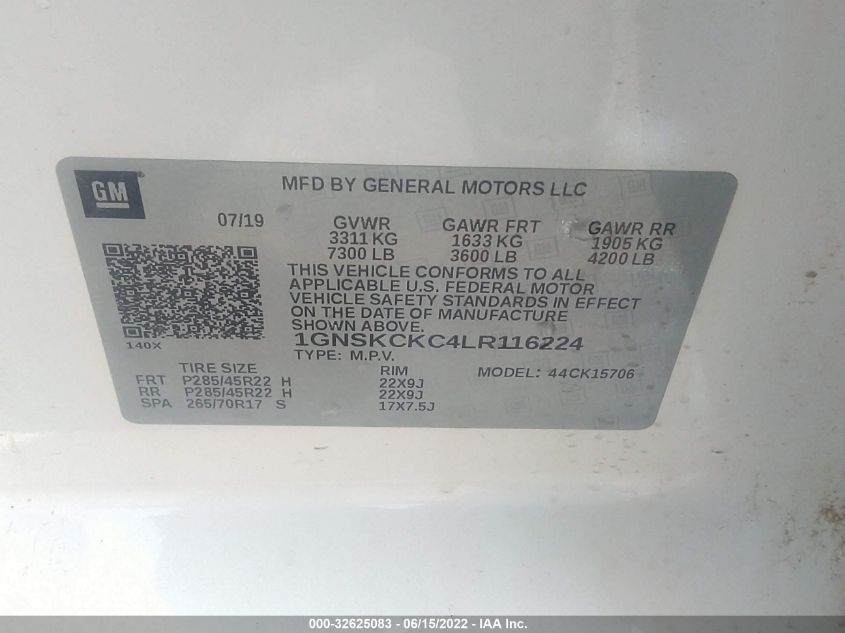 GM
MFD BY GENERAL MOTORS LLC
07/19 GVWR GAWR FRT GAWR RR
3311 KG 1633 KG 1905 KG
7300 LB 3600 LB 4200 LB
THIS VEHICLE CONFORMS TO ALL
APPLICABLE U.S. FEDERAL MOTOR
VEHICLE SAFETY STANDARDS IN EFFECT
ON THE DATE OF MANUFACTURE
SHOWN ABOVE.
140X
1GNSKCKC4LR116224
TYPE: M.P.V.
TIRE SIZE RIM MODEL: 44CK15706
FRT P285/45R22 H 22X9J
RR P285/45R22 H 22X9J
SPA 265/70R17 S 17X7.5J
000-32625083 - 06/15/2022 - IAA Inc.